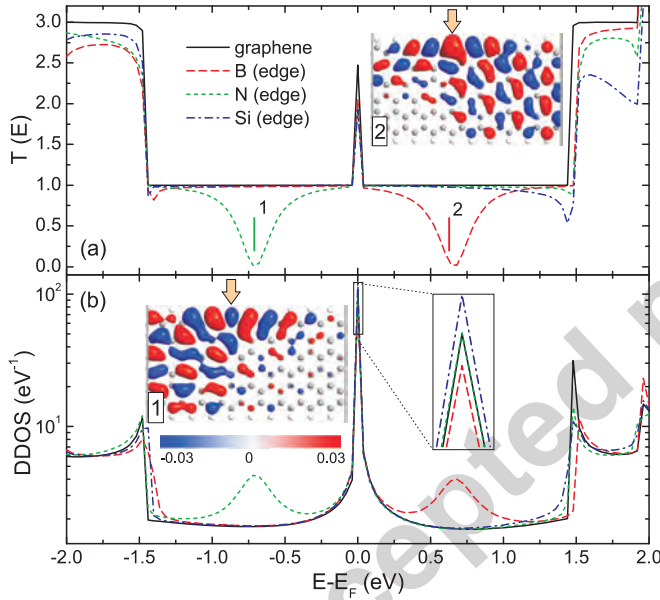 3.0
2.5
2.0
1.5
1.0
0.5
0.0
T (E)
graphene
B (edge)
N (edge)
Si (edge)
2
1
2
(a)
(b)
10²
10¹
DDOS (eV⁻¹)
1
-0.03 0 0.03
-2.0 -1.5 -1.0 -0.5 0.0 0.5 1.0 1.5 2.0
E-E_F (eV)
cepted